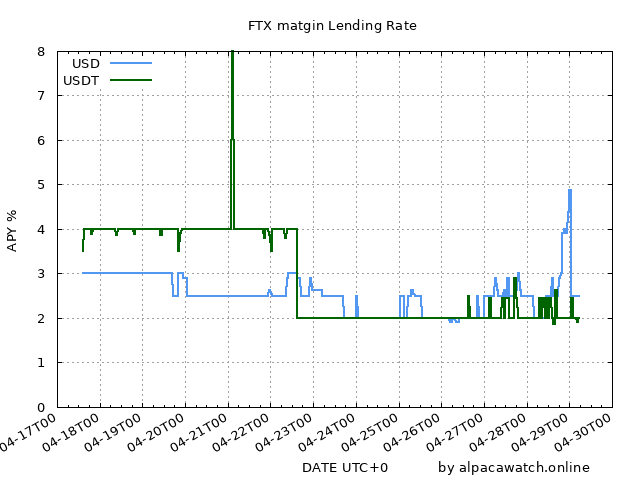 FTX matgin Lending Rate
USD
USDT
8
7
6
5
4
3
2
1
0
APY %
04-17T00
04-18T00
04-19T00
04-20T00
04-21T00
04-22T00
04-23T00
04-24T00
04-25T00
04-26T00
04-27T00
04-28T00
04-29T00
04-30T00
DATE UTC+0
by alpacawatch.online